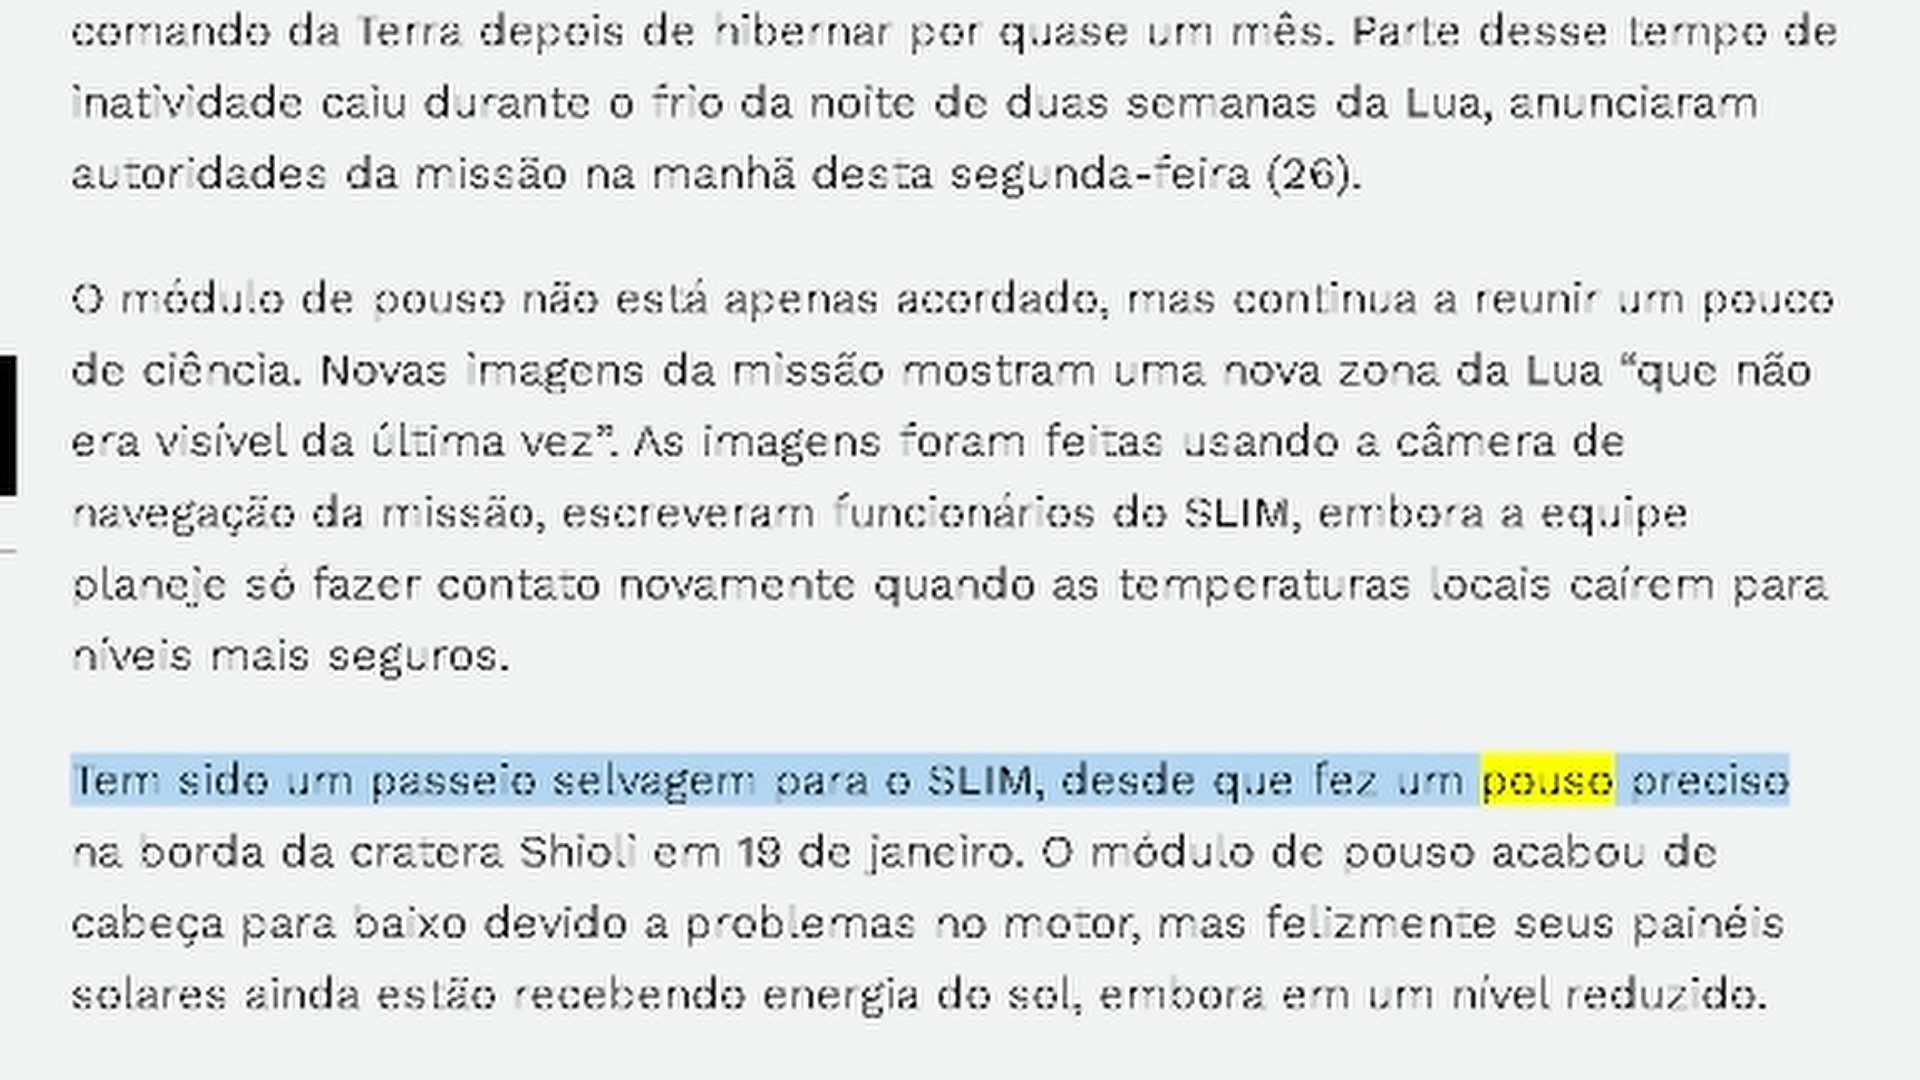 comando da Terra depois de hibernar por quase um mês. Parte desse tempo de
inatividade caiu durante o frio da noite de duas semanas da Lua, anunciaram
autoridades da missão na manhã desta segunda-feira (26).
O módulo de pouso não está apenas acordado, mas continua a reunir um pouco
de ciência. Novas imagens da missão mostram uma nova zona da Lua “que não
era visível da última vez”. As imagens foram feitas usando a câmera de
navegação da missão, escreveram funcionários do SLIM, embora a equipe
planeje só fazer contato novamente quando as temperaturas locais caírem para
níveis mais seguros.
Tem sido um passeio selvagem para o SLIM, desde que fez um pouso preciso
na borda da cratera Shioli em 19 de janeiro. O módulo de pouso acabou de
cabeça para baixo devido a problemas no motor, mas felizmente seus painéis
solares ainda estão recebendo energia do sol, embora em um nível reduzido.